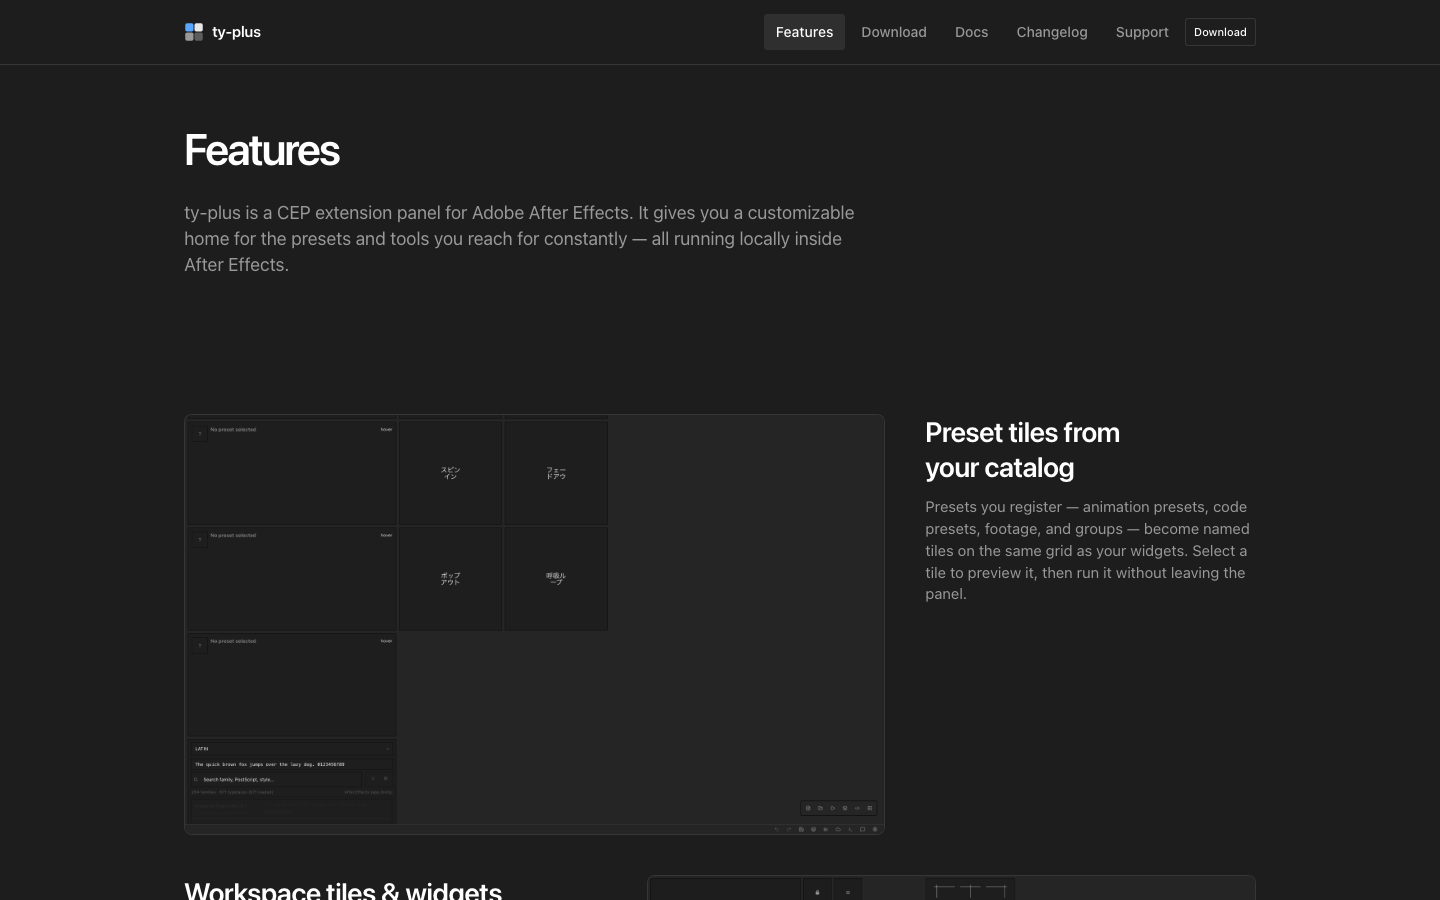 ty-plus
Features
Download
Docs
Changelog
Support
Download
Features
ty-plus is a CEP extension panel for Adobe After Effects. It gives you a customizable
home for the presets and tools you reach for constantly — all running locally inside
After Effects.
No preset selected
hover
スピン
イン
フェー
ドアウ
No preset selected
hover
ポップ
アウト
呼吸ル
ープ
No preset selected
hover
LATIN
The quick brown fox jumps over the lazy dog. 0123456789
Search family, PostScript, style...
Preset tiles from
your catalog
Presets you register — animation presets, code
presets, footage, and groups — become named
tiles on the same grid as your widgets. Select a
tile to preview it, then run it without leaving the
panel.
Workspace tiles & widgets